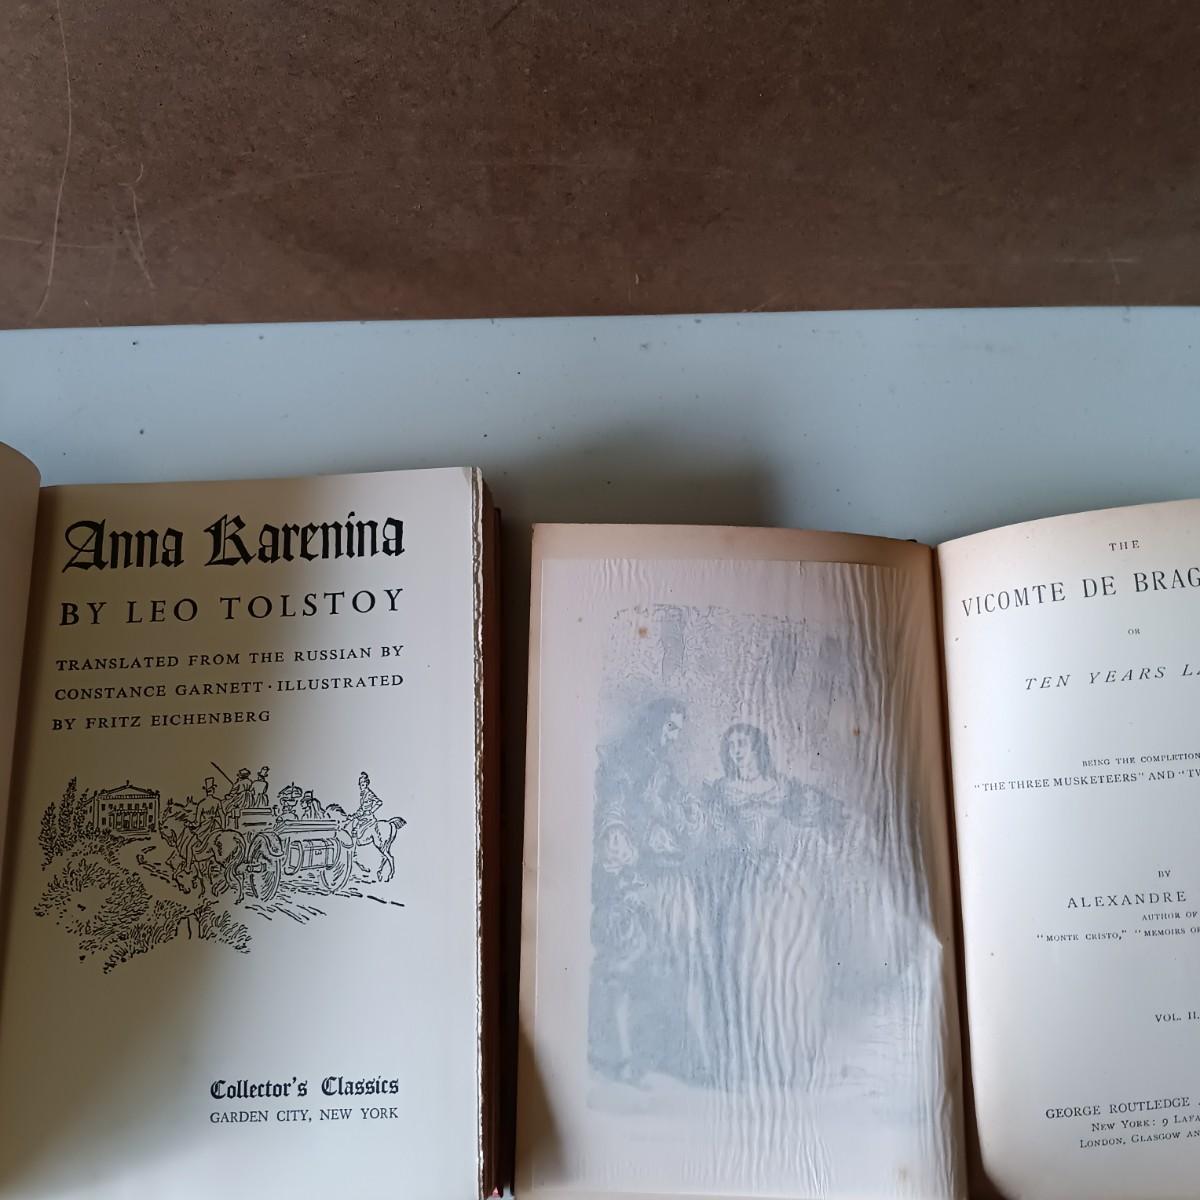 Anna Karenina
BY LEO TOLSTOY
TRANSLATED FROM THE RUSSIAN BY
CONSTANCE GARNETT · ILLUSTRATED
BY FRITZ EICHENBERG
Collector's Classics
GARDEN CITY, NEW YORK
THE
VICOMTE DE BRAG
OR
TEN YEARS LA
BEING THE COMPLETION
"THE THREE MUSKETEERS" AND "TW
BY
ALEXANDRE
AUTHOR OF
"MONTE CRISTO," "MEMOIRS OF
VOL. II.
GEORGE ROUTLEDGE
NEW YORK: 9 LAFA
LONDON, GLASGOW AN